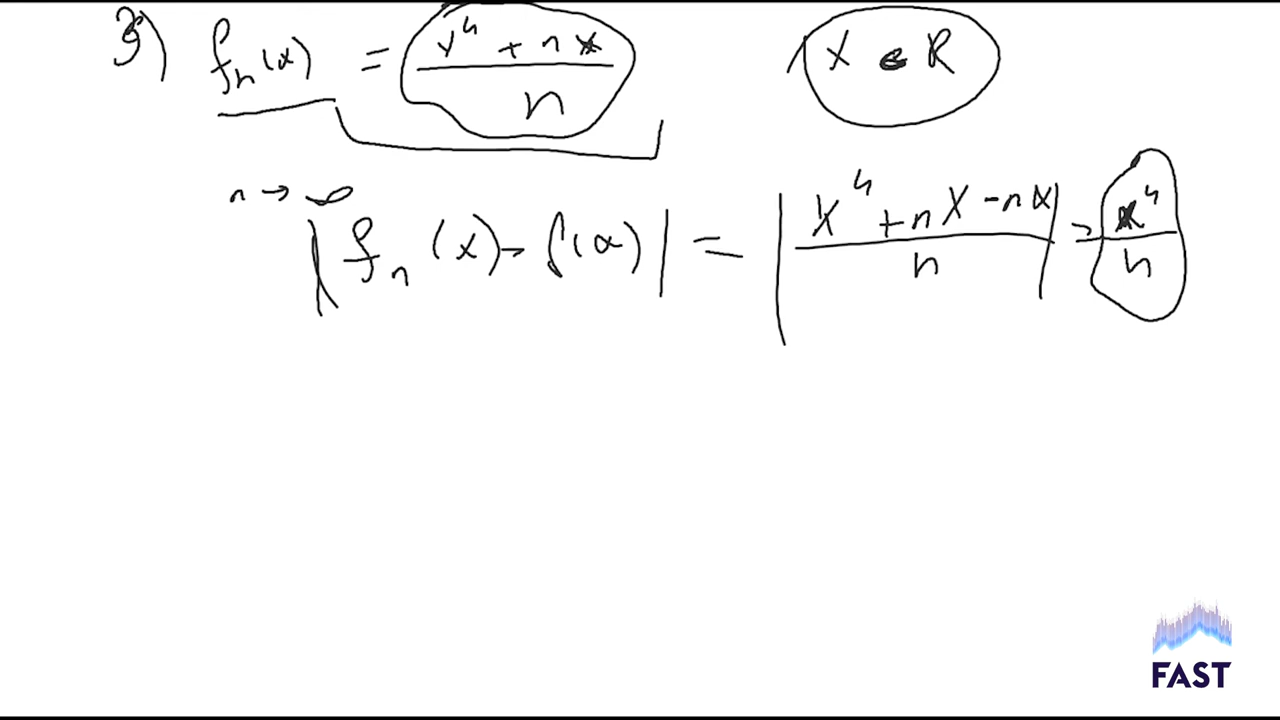 3) fₙ(x) = (x⁴ + nx)/n , x ∈ R
n → ∞
|fₙ(x) - f(x)| = |(x⁴ + nx - nx)/n| = x⁴/n
FAST